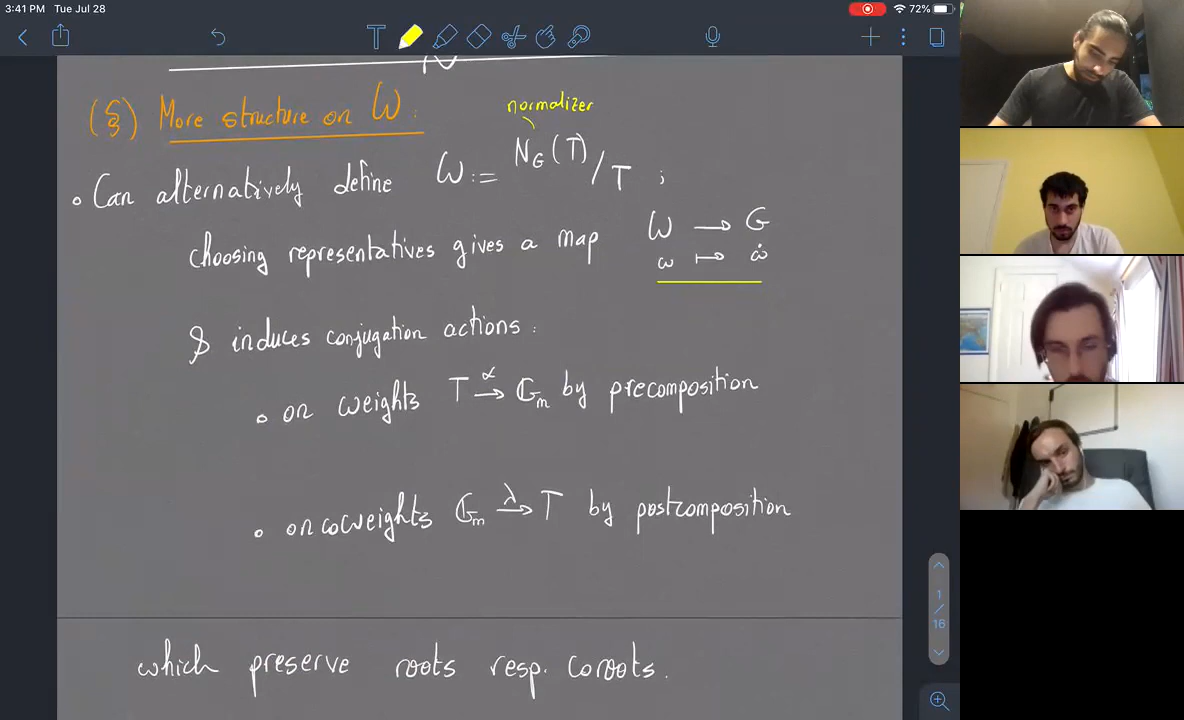 3:41 PM Tue Jul 28
72%
(§) More structure on W:
normalizer
• Can alternatively define W := N_G(T)/T ;
choosing representatives gives a map W → G
ω ↦ ω̇
& induces conjugation actions:
• on weights T →^α 𝔾_m by precomposition
• on coweights 𝔾_m →^λ T by postcomposition
which preserve roots resp. coroots.
1
/
16